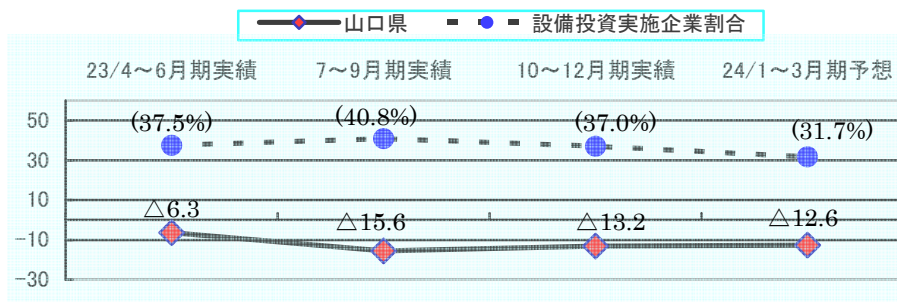 山口県 設備投資実施企業割合
23/4～6月期実績 7～9月期実績 10～12月期実績 24/1～3月期予想
50
(37.5%) (40.8%) (37.0%) (31.7%)
30
10
△6.3 △15.6 △13.2 △12.6
-10
-30